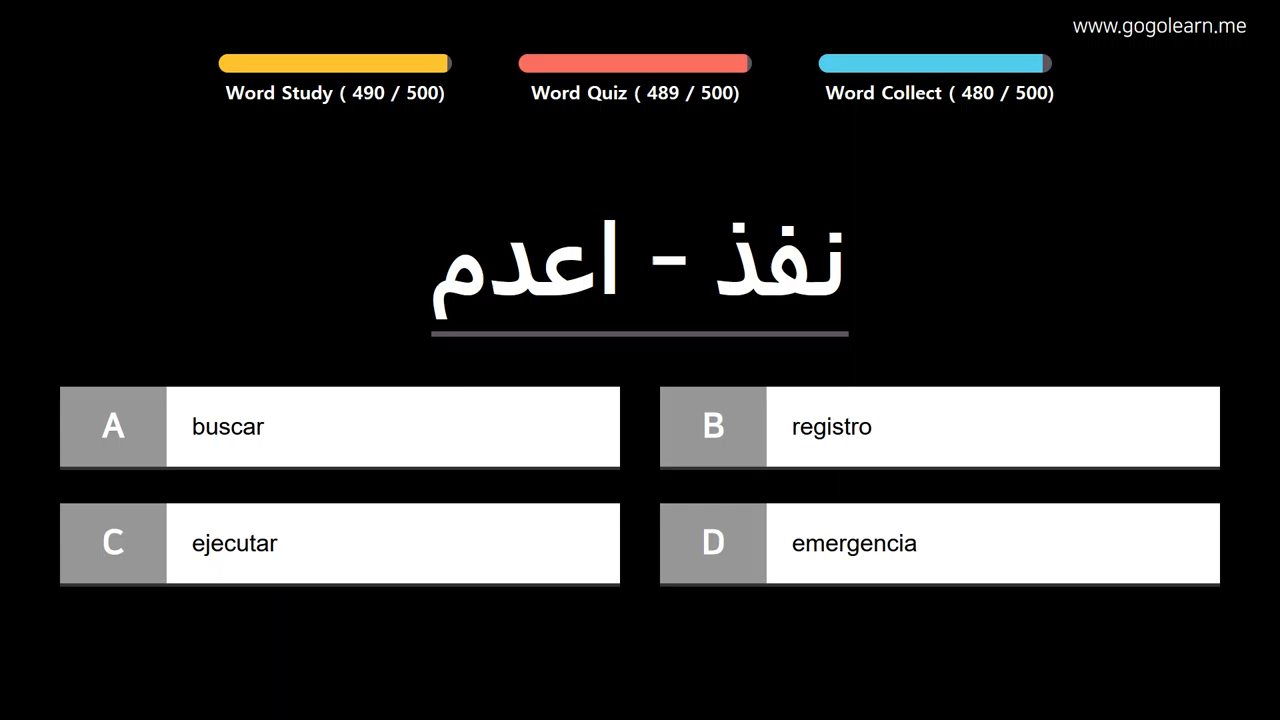 www.gogolearn.me
Word Study ( 490 / 500)
Word Quiz ( 489 / 500)
Word Collect ( 480 / 500)
نفذ - اعدم
A buscar
B registro
C ejecutar
D emergencia